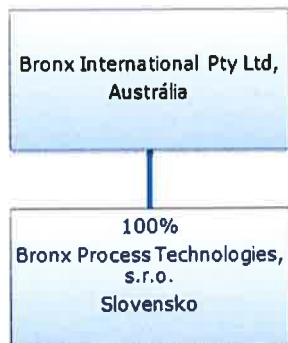 Bronx International Pty Ltd,
Austrália
100%
Bronx Process Technologies,
s.r.o.
Slovensko